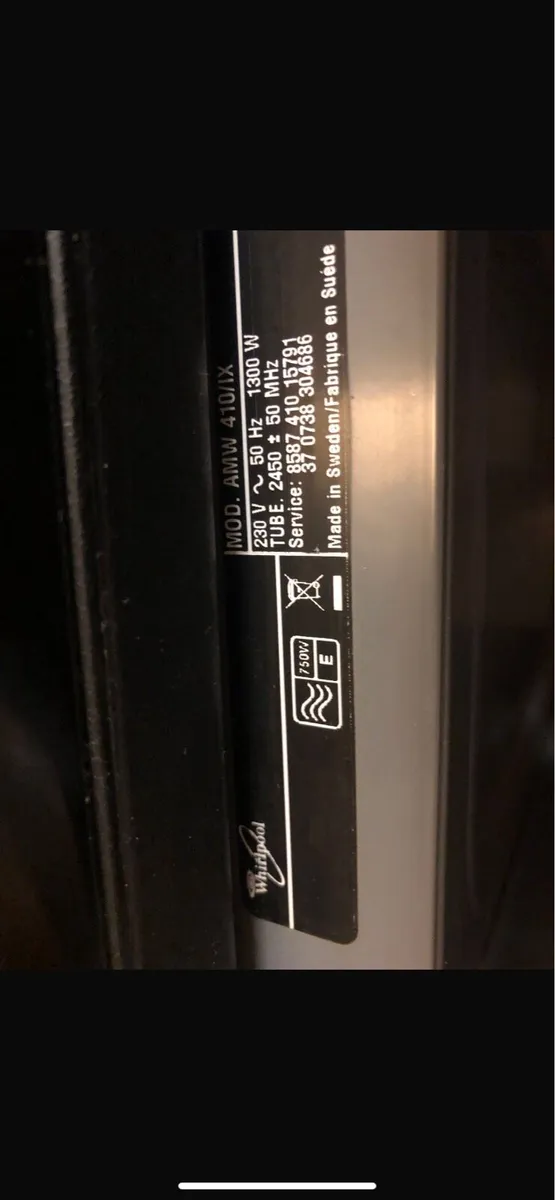 Whirlpool
750W
E
MOD. AMW 410/IX
230 V ~ 50 Hz 1300 W
TUBE. 2450 ± 50 MHz
Service: 8587 410 15791
37 0738 304686
Made in Sweden/Fabrique en Suéde